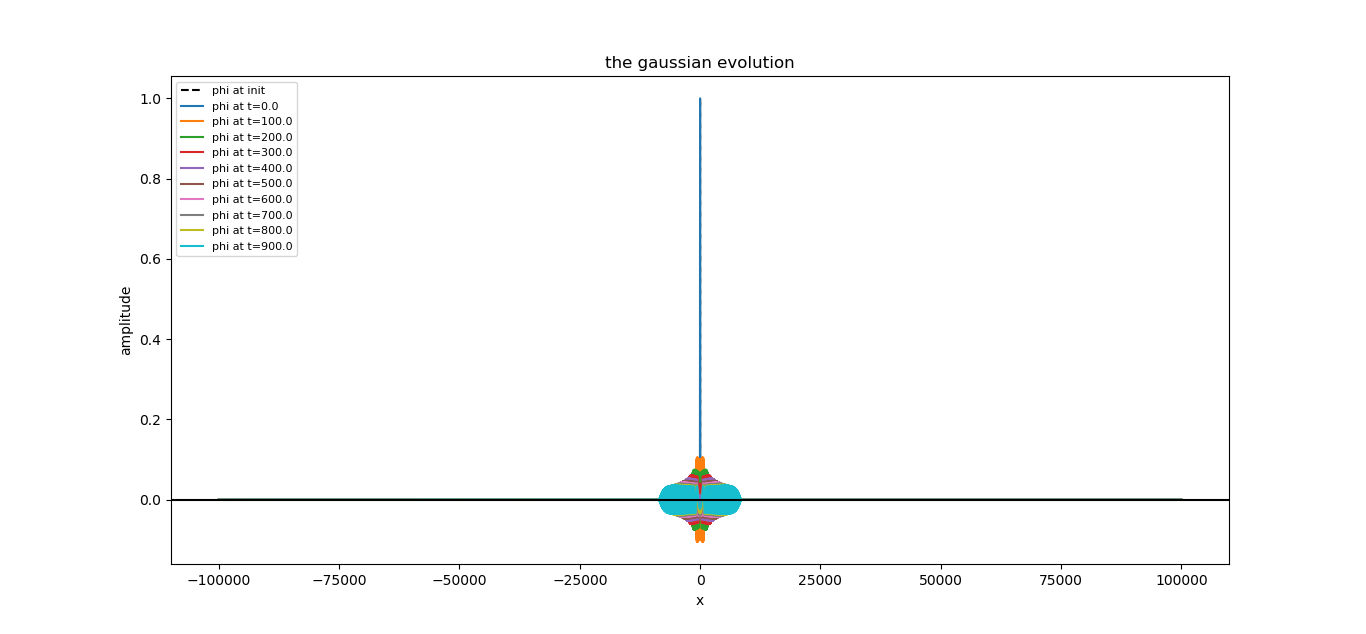 the gaussian evolution
phi at init
phi at t=0.0
phi at t=100.0
phi at t=200.0
phi at t=300.0
phi at t=400.0
phi at t=500.0
phi at t=600.0
phi at t=700.0
phi at t=800.0
phi at t=900.0
1.0
0.8
0.6
0.4
0.2
0.0
amplitude
−100000 −75000 −50000 −25000 0 25000 50000 75000 100000
x